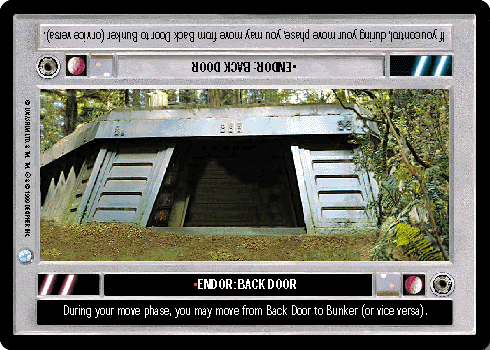 If you control, during your move phase, you may move from Back Door to Bunker (or vice versa).
•ENDOR: BACK DOOR
•ENDOR: BACK DOOR
During your move phase, you may move from Back Door to Bunker (or vice versa).